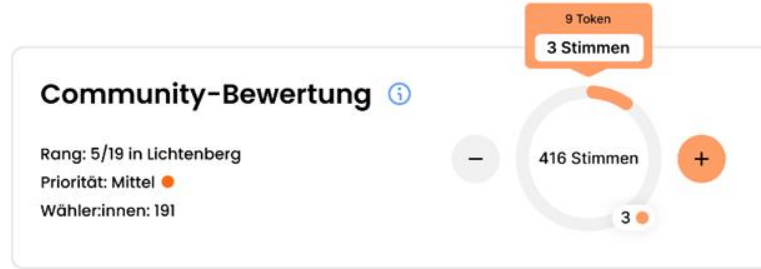 9 Token
3 Stimmen
Community-Bewertung
Rang: 5/19 in Lichtenberg
Priorität: Mittel
Wähler:innen: 191
−
416 Stimmen
+
3